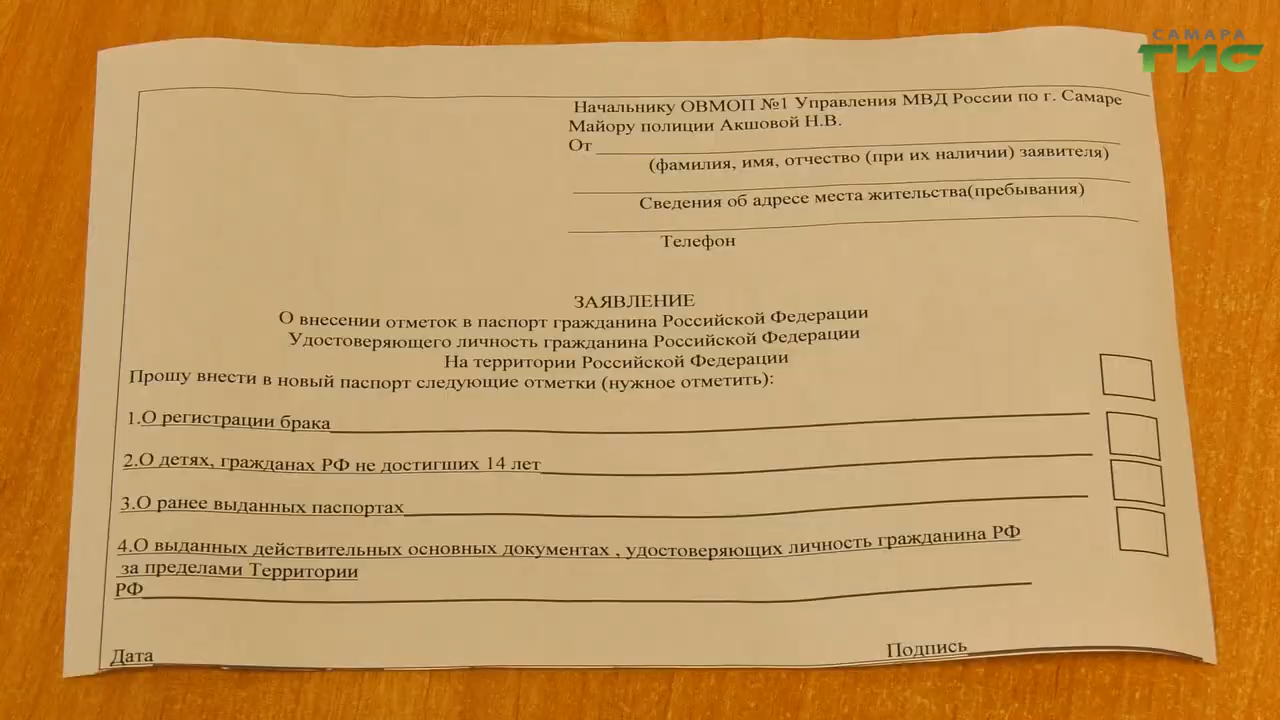 САМАРА
ГИС
Начальнику ОВМОП №1 Управления МВД России по г. Самаре
Майору полиции Акшовой Н.В.
От
(фамилия, имя, отчество (при их наличии) заявителя)
Сведения об адресе места жительства(пребывания)
Телефон
ЗАЯВЛЕНИЕ
О внесении отметок в паспорт гражданина Российской Федерации
Удостоверяющего личность гражданина Российской Федерации
На территории Российской Федерации
Прошу внести в новый паспорт следующие отметки (нужное отметить):
1.О регистрации брака
2.О детях, гражданах РФ не достигших 14 лет
3.О ранее выданных паспортах
4.О выданных действительных основных документах , удостоверяющих личность гражданина РФ
за пределами Территории
РФ
Дата Подпись